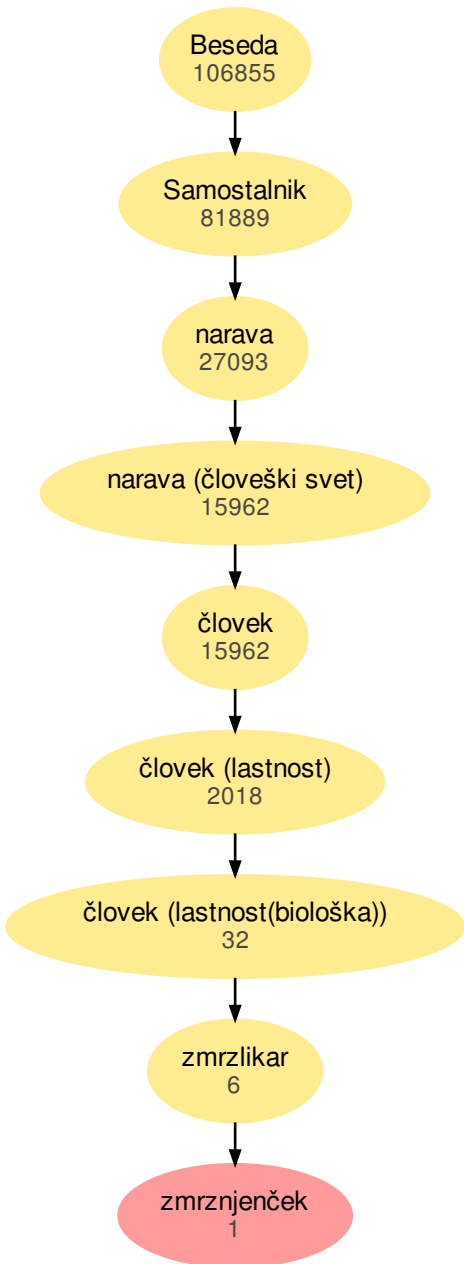 Beseda
106855
Samostalnik
81889
narava
27093
narava (človeški svet)
15962
človek
15962
človek (lastnost)
2018
človek (lastnost(biološka))
32
zmrzlikar
6
zmrznjenček
1